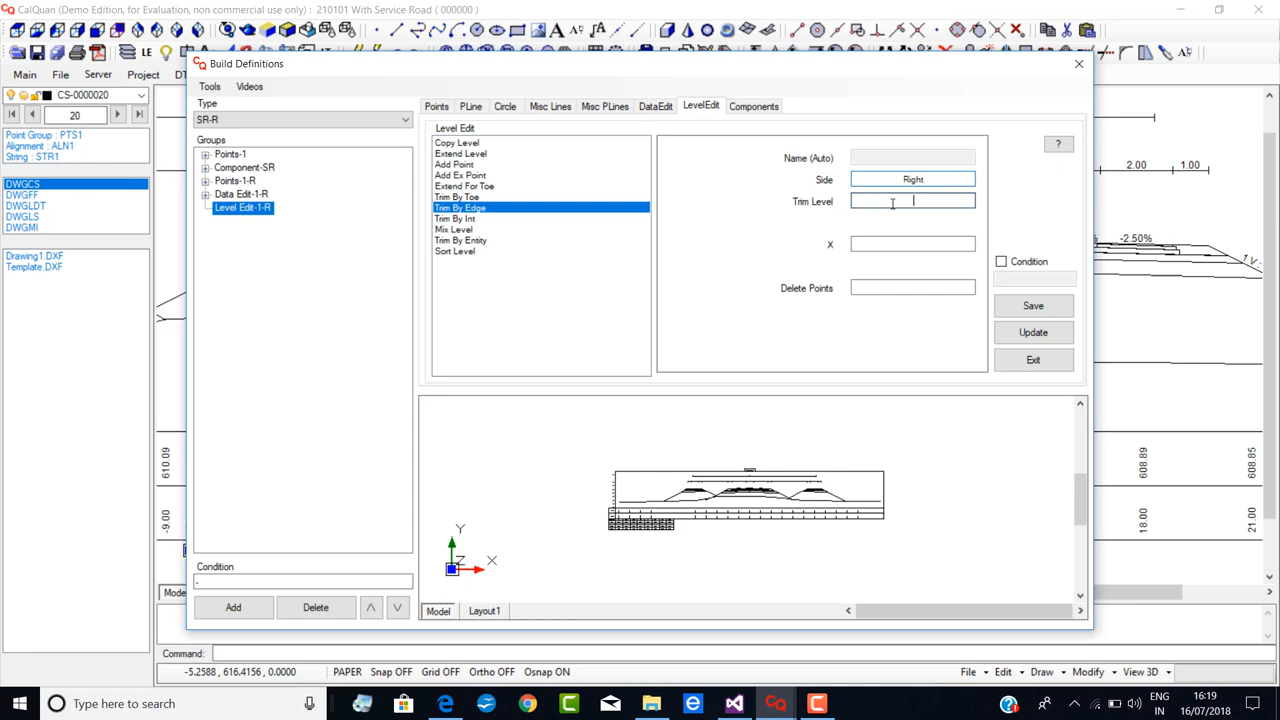 CalQuan (Demo Edition, for Evaluation, non commercial use only) : 210101 With Service Road ( 000000 )
LE
Main File Server Project DT
Build Definitions
Tools Videos
CS-0000020
20
Point Group : PTS1
Alignment : ALN1
String : STR1
DWGCS
DWGFF
DWGLDT
DWGLS
DWGMI
Drawing1.DXF
Template.DXF
Type
SR-R
Groups
Points-1
Component-SR
Points-1-R
Data Edit-1-R
Level Edit-1-R
Condition
-
Add Delete
Points PLine Circle Misc Lines Misc PLines DataEdit LevelEdit Components
Level Edit
Copy Level
Extend Level
Add Point
Add Ex Point
Extend For Toe
Trim By Toe
Trim By Edge
Trim By Int
Mix Level
Trim By Entity
Sort Level
Name (Auto)
Side Right
Trim Level
X
Delete Points
?
Condition
Save
Update
Exit
Y
Z X
Model Layout1
610.09
-9.00
2.00 1.00
-2.50%
1 V
608.89 610.09
18.00 21.00
Command:
-5.2588, 616.4156, 0.0000 PAPER Snap OFF Grid OFF Ortho OFF Osnap ON File Edit Draw Modify View 3D
Type here to search
ENG
IN
16:19
16/07/2018